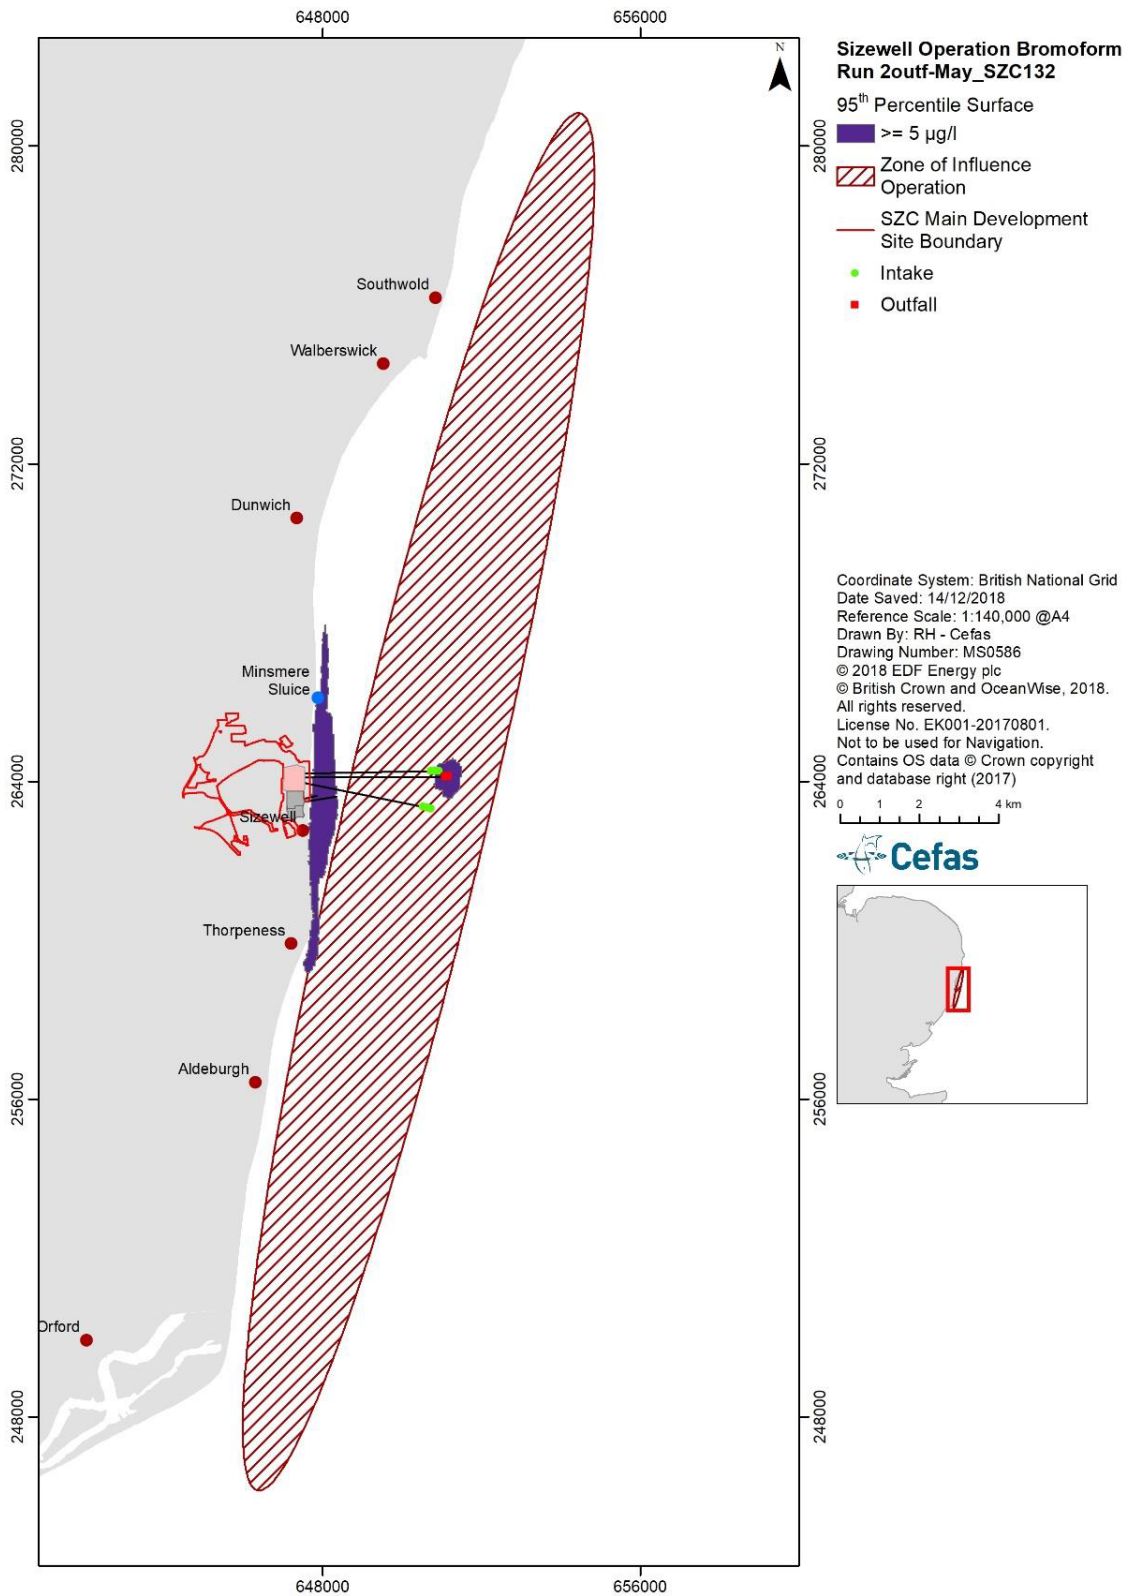 648000
656000
Sizewell Operation Bromoform
Run 2outf-May_SZC132
95th Percentile Surface
>= 5 µg/l
Zone of Influence
Operation
SZC Main Development
Site Boundary
Intake
Outfall
N
280000
280000
Southwold
Walberswick
272000
272000
Dunwich
Minsmere
Sluice
264000
264000
Sizewell
Thorpeness
Aldeburgh
256000
256000
Orford
248000
248000
648000
656000
Coordinate System: British National Grid
Date Saved: 14/12/2018
Reference Scale: 1:140,000 @A4
Drawn By: RH - Cefas
Drawing Number: MS0586
© 2018 EDF Energy plc
© British Crown and OceanWise, 2018.
All rights reserved.
License No. EK001-20170801.
Not to be used for Navigation.
Contains OS data © Crown copyright
and database right (2017)
0 1 2 4 km
Cefas